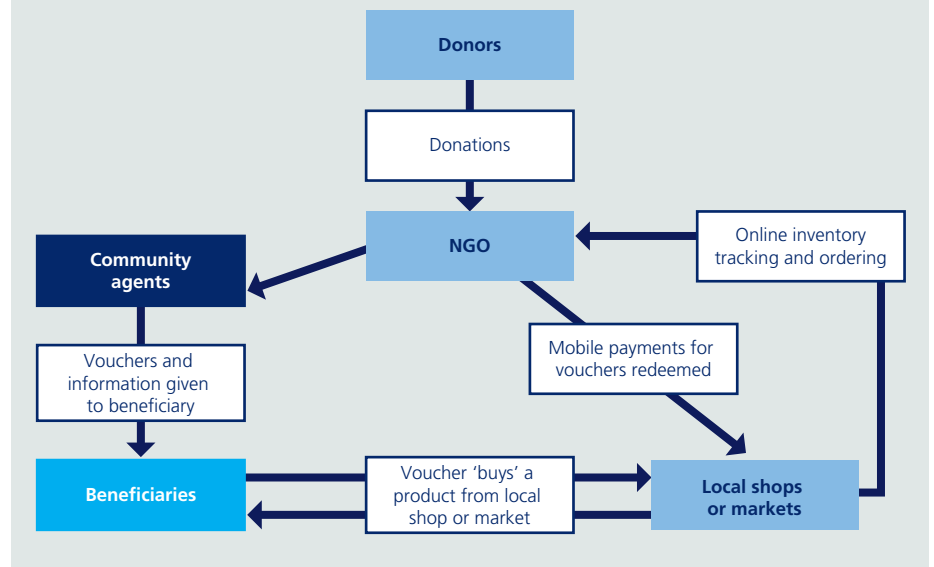 Donors
Donations
NGO
Online inventory
tracking and ordering
Community
agents
Mobile payments for
vouchers redeemed
Vouchers and
information given
to beneficiary
Beneficiaries
Voucher ‘buys’ a
product from local
shop or market
Local shops
or markets